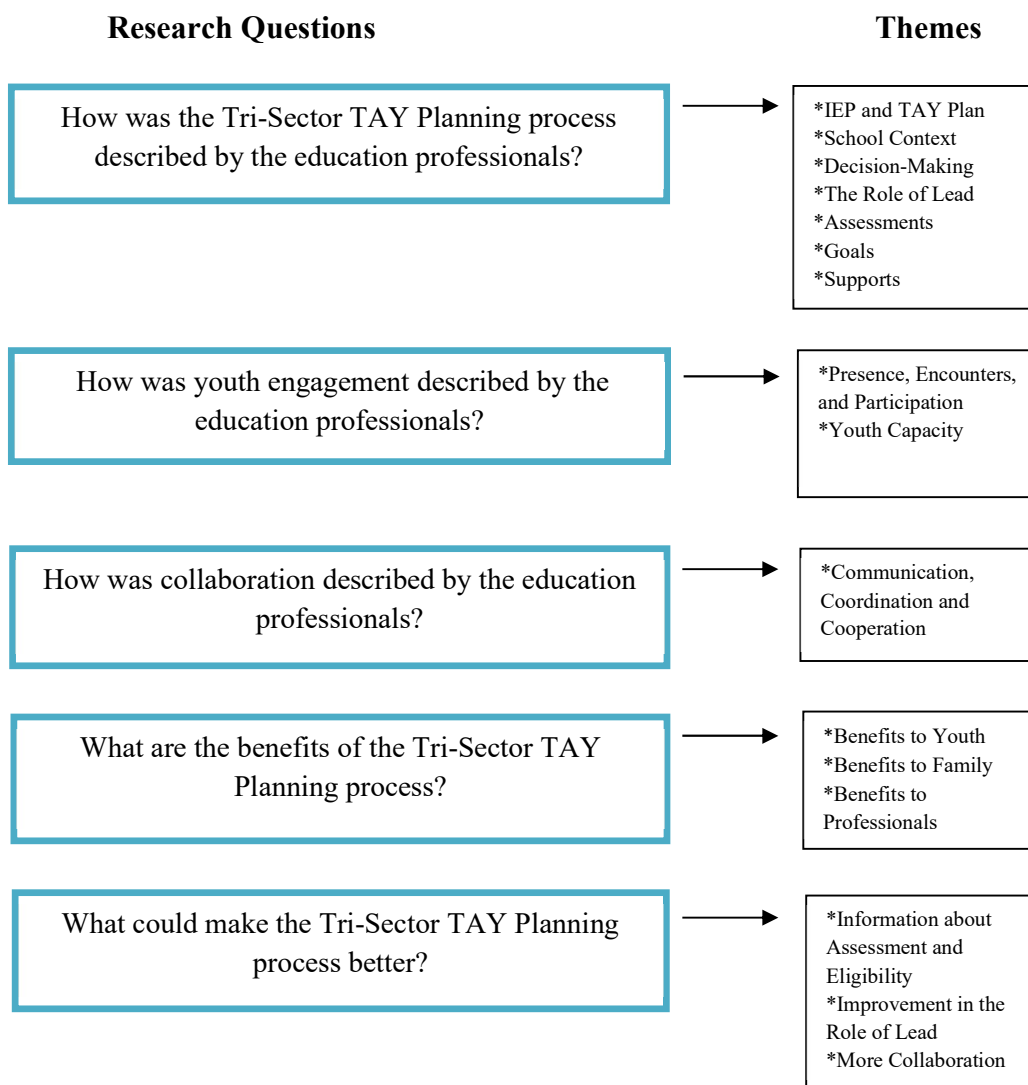 Research Questions
Themes
How was the Tri-Sector TAY Planning process
described by the education professionals?
*IEP and TAY Plan
*School Context
*Decision-Making
*The Role of Lead
*Assessments
*Goals
*Supports
How was youth engagement described by the
education professionals?
*Presence, Encounters,
and Participation
*Youth Capacity
How was collaboration described by the education
professionals?
*Communication,
Coordination and
Cooperation
What are the benefits of the Tri-Sector TAY
Planning process?
*Benefits to Youth
*Benefits to Family
*Benefits to
Professionals
What could make the Tri-Sector TAY Planning
process better?
*Information about
Assessment and
Eligibility
*Improvement in the
Role of Lead
*More Collaboration